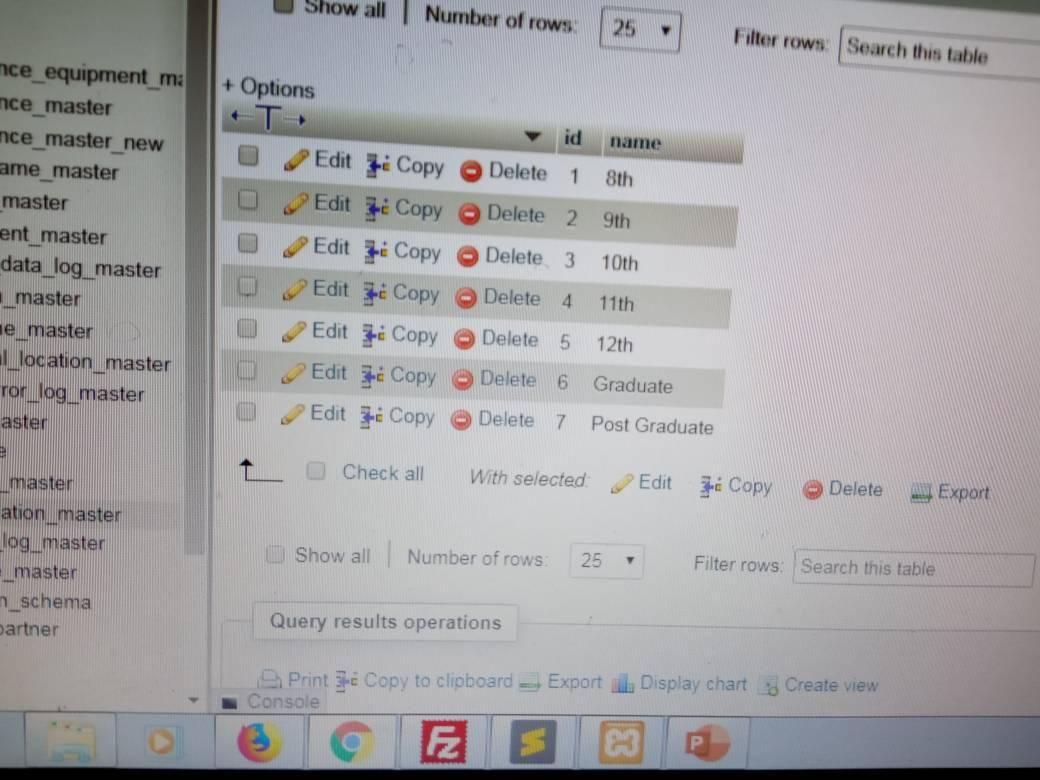 Show all Number of rows: 25 Filter rows: Search this table
+ Options
←T→ id name
Edit Copy Delete 1 8th
Edit Copy Delete 2 9th
Edit Copy Delete 3 10th
Edit Copy Delete 4 11th
Edit Copy Delete 5 12th
Edit Copy Delete 6 Graduate
Edit Copy Delete 7 Post Graduate
Check all With selected: Edit Copy Delete Export
Show all Number of rows: 25 Filter rows: Search this table
Query results operations
Print Copy to clipboard Export Display chart Create view
Console
nce_equipment_ma
nce_master
nce_master_new
ame_master
_master
ent_master
data_log_master
_master
e_master
l_location_master
ror_log_master
aster
e
_master
ation_master
_log_master
_master
n_schema
partner
Fz
S
P